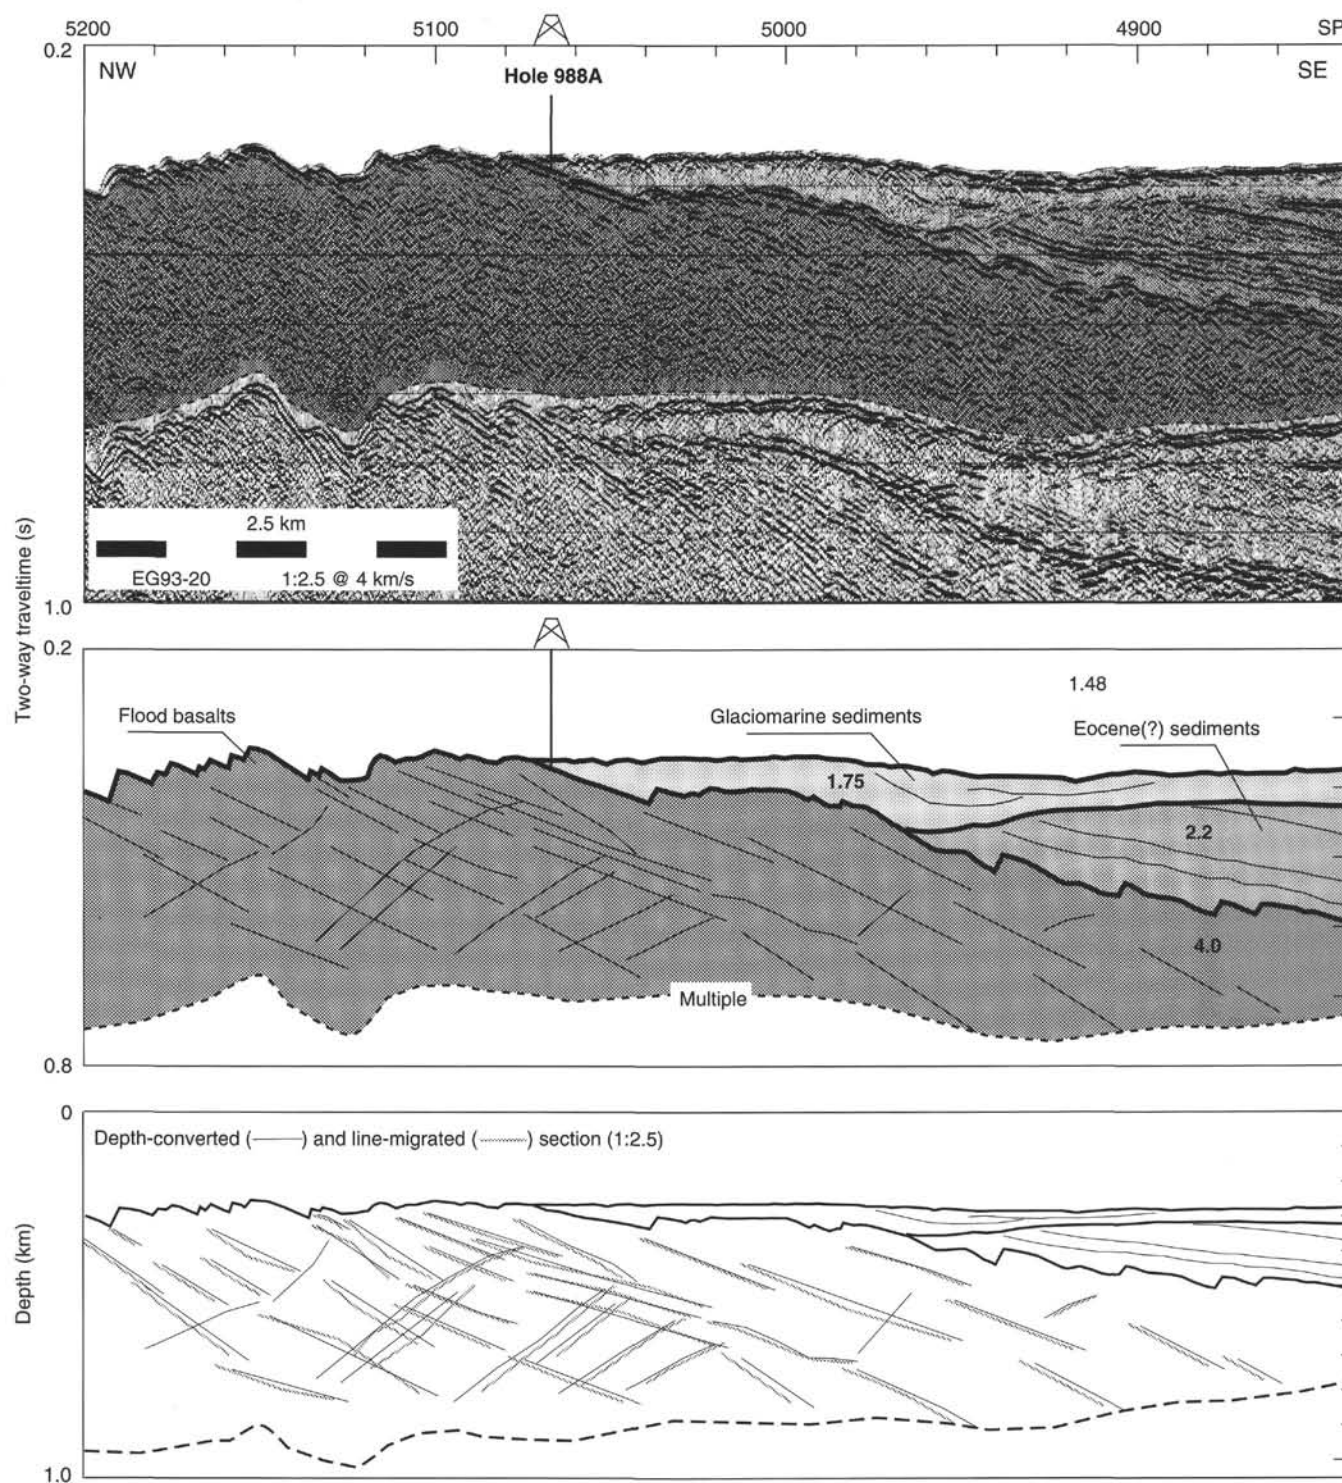 5200 5100 5000 4900 SP
0.2
NW Hole 988A SE
2.5 km
EG93-20 1:2.5 @ 4 km/s
1.0
Two-way traveltime (s)
0.2
1.48
Flood basalts Glaciomarine sediments Eocene(?) sediments
1.75
2.2
4.0
Multiple
0.8
0
Depth-converted ( ) and line-migrated ( ) section (1:2.5)
Depth (km)
1.0